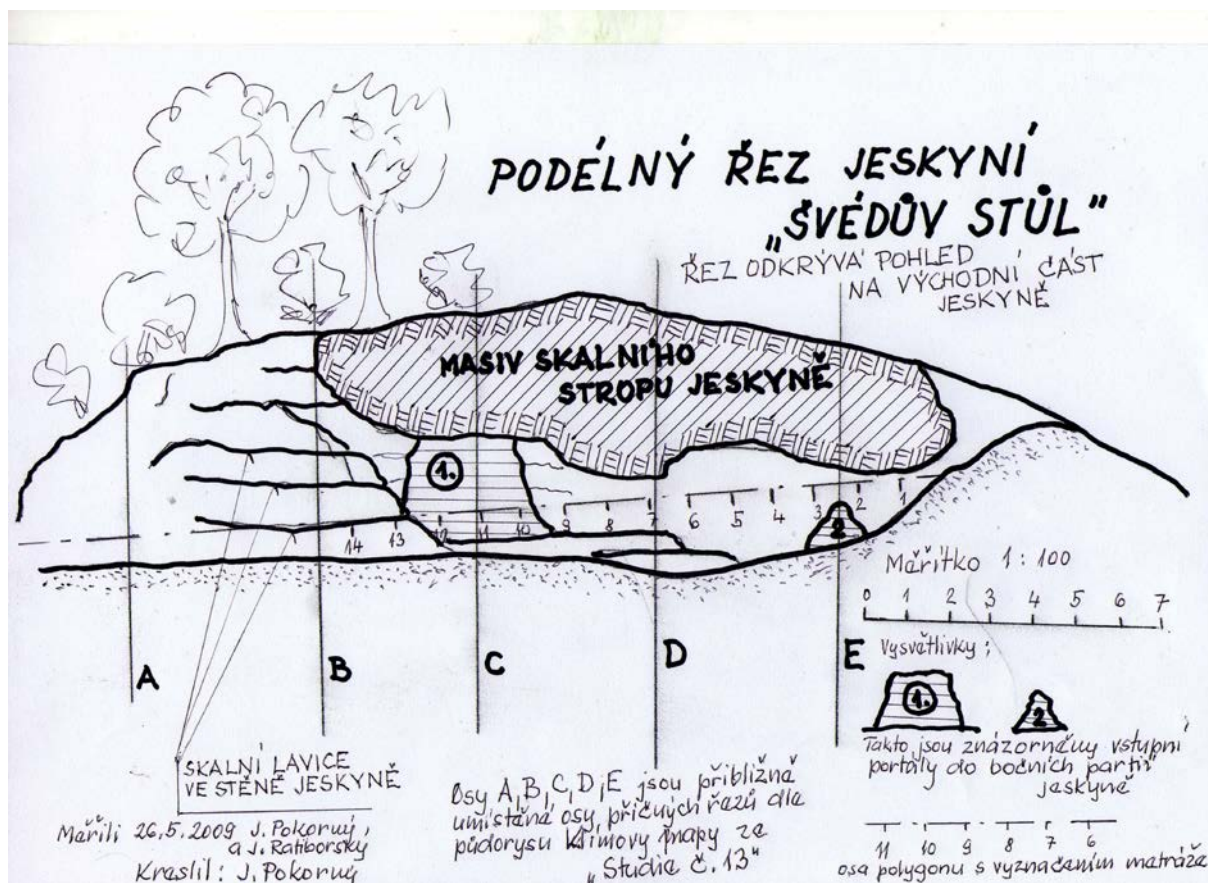 PODÉLNÝ ŘEZ JESKYNÍ
„ŠVÉDŮV STŮL"
ŘEZ ODKRÝVÁ POHLED
NA VÝCHODNÍ ČÁST
JESKYNĚ
MASIV SKALNÍHO
STROPU JESKYNĚ
1.
14 13 12 11 10 9 8 7 6 5 4 3 2 1
2
A B C D E
Měřítko 1 : 100
0 1 2 3 4 5 6 7
Vysvětlivky :
1. 2
Takto jsou znázorněny vstupní
portály do bočních partií
jeskyně
11 10 9 8 7 6
osa polygonu s vyznačením metráže
SKALNÍ LAVICE
VE STĚNĚ JESKYNĚ
Měřili 26.5.2009 J. Pokorný,
a J. Ratiborský
Kreslil : J. Pokorný
Osy A,B,C,D,E jsou přibližně
umístěné osy příčných řezů dle
půdorysu Klímovy mapy ze
„Studie č. 13"